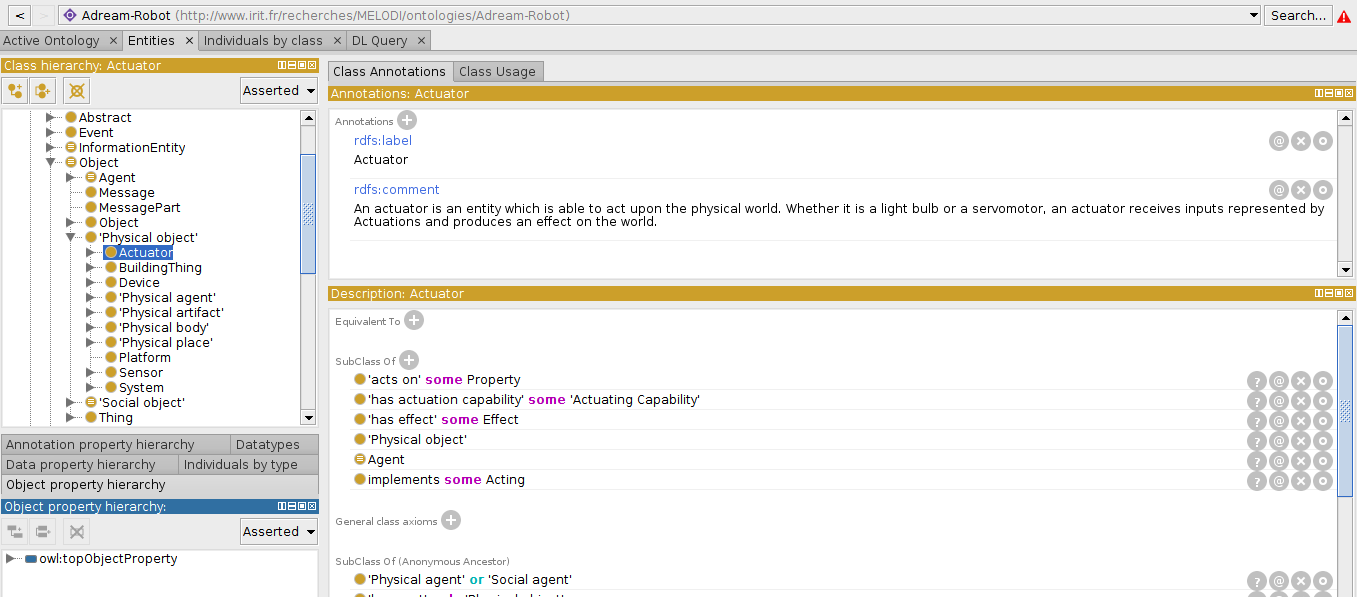 < > Adream-Robot (http://www.irit.fr/recherches/MELODI/ontologies/Adream-Robot) Search...
Active Ontology × Entities × Individuals by class × DL Query ×
Class hierarchy: Actuator
Asserted
Abstract
Event
InformationEntity
Object
Agent
Message
MessagePart
Object
'Physical object'
Actuator
BuildingThing
Device
'Physical agent'
'Physical artifact'
'Physical body'
'Physical place'
Platform
Sensor
System
'Social object'
Thing
Annotation property hierarchy Datatypes
Data property hierarchy Individuals by type
Object property hierarchy
Object property hierarchy:
Asserted
owl:topObjectProperty
Class Annotations Class Usage
Annotations: Actuator
Annotations +
rdfs:label
Actuator
rdfs:comment
An actuator is an entity which is able to act upon the physical world. Whether it is a light bulb or a servomotor, an actuator receives inputs represented by
Actuations and produces an effect on the world.
Description: Actuator
Equivalent To +
SubClass Of +
'acts on' some Property
'has actuation capability' some 'Actuating Capability'
'has effect' some Effect
'Physical object'
Agent
implements some Acting
General class axioms +
SubClass Of (Anonymous Ancestor)
'Physical agent' or 'Social agent'